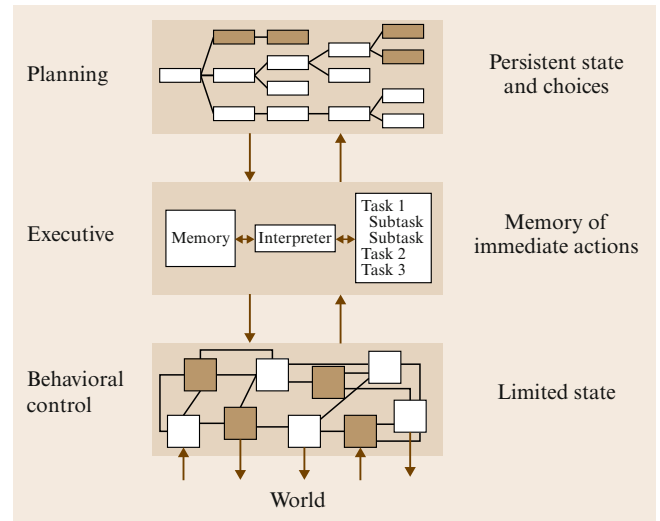 Planning
Persistent state
and choices
Executive
Memory
Interpreter
Task 1
Subtask
Subtask
Task 2
Task 3
Memory of
immediate actions
Behavioral
control
Limited state
World